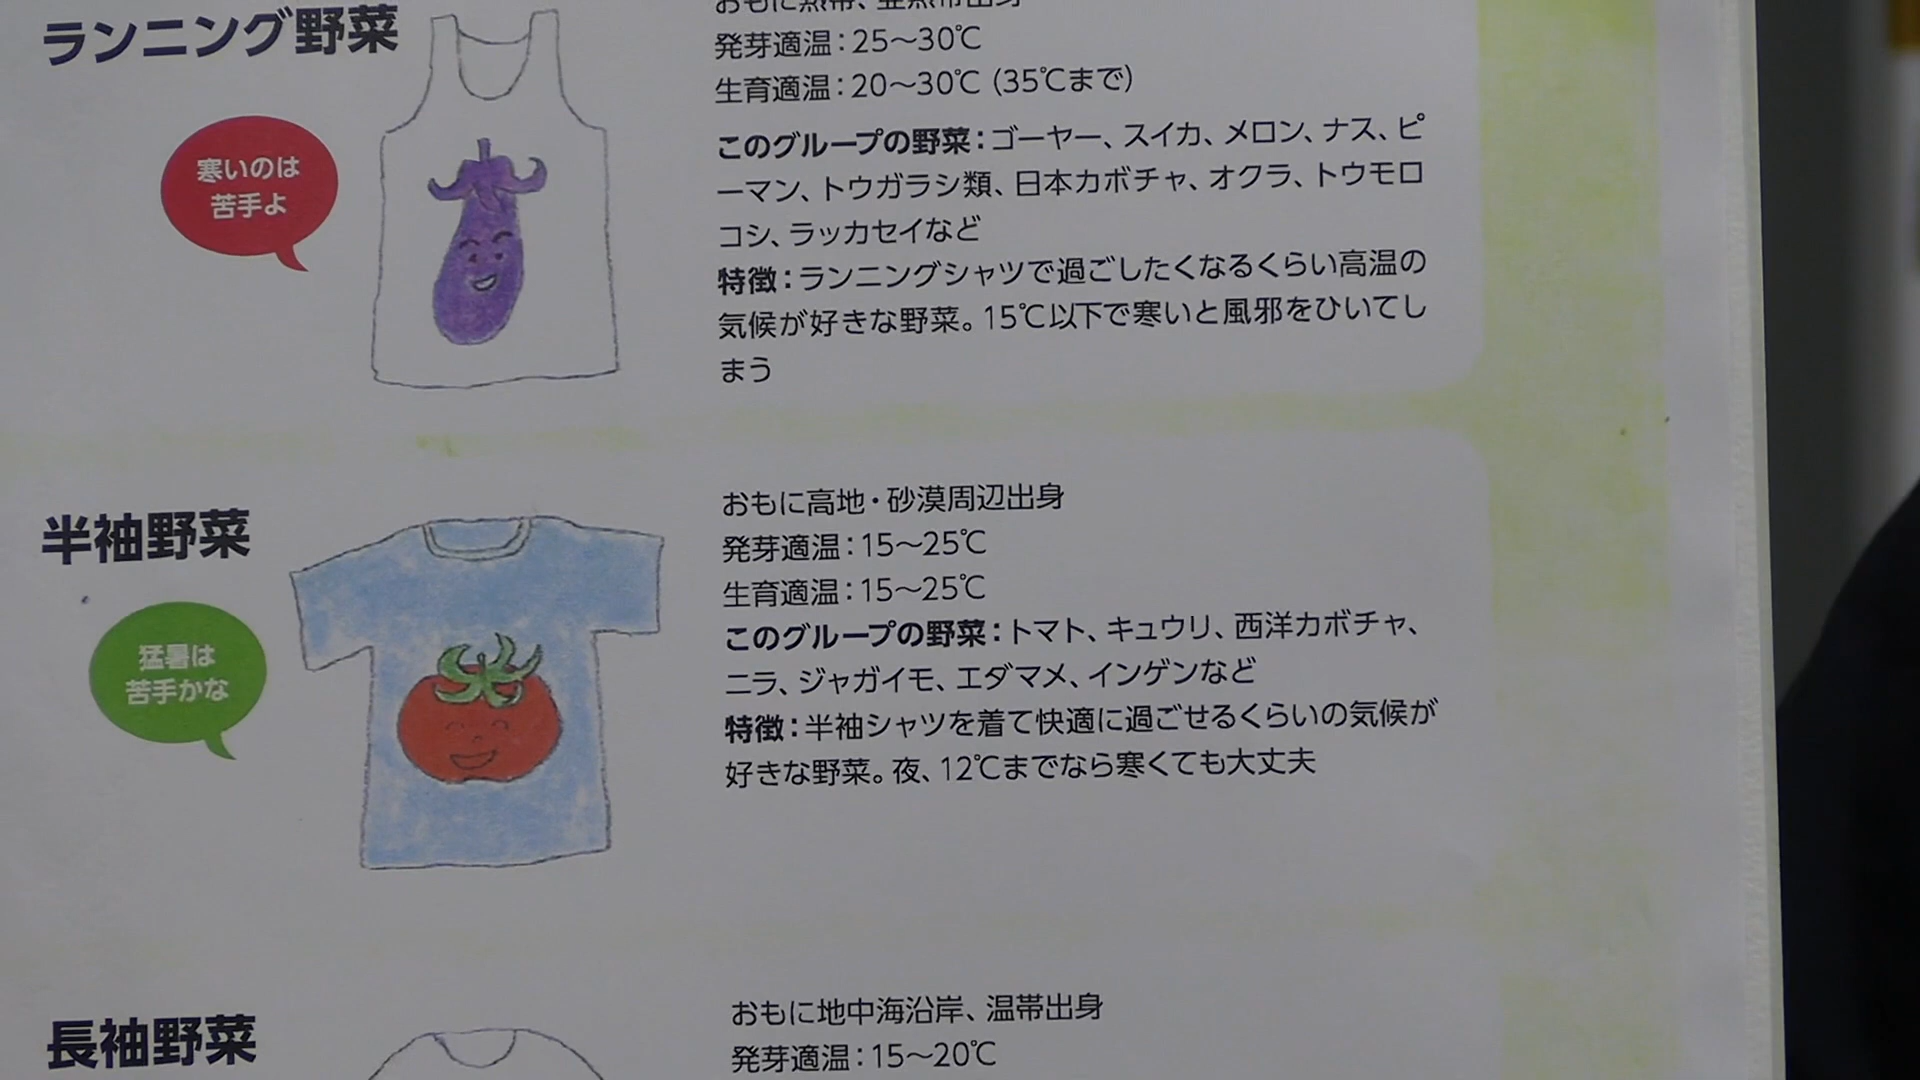 ランニング野菜
寒いのは
苦手よ
おもに熱帯、亜熱帯出身
発芽適温：25～30℃
生育適温：20～30℃ (35℃まで)
このグループの野菜：ゴーヤー、スイカ、メロン、ナス、ピ
ーマン、トウガラシ類、日本カボチャ、オクラ、トウモロ
コシ、ラッカセイなど
特徴：ランニングシャツで過ごしたくなるくらい高温の
気候が好きな野菜。15℃以下で寒いと風邪をひいてし
まう
半袖野菜
猛暑は
苦手かな
おもに高地・砂漠周辺出身
発芽適温：15～25℃
生育適温：15～25℃
このグループの野菜：トマト、キュウリ、西洋カボチャ、
ニラ、ジャガイモ、エダマメ、インゲンなど
特徴：半袖シャツを着て快適に過ごせるくらいの気候が
好きな野菜。夜、12℃までなら寒くても大丈夫
長袖野菜
おもに地中海沿岸、温帯出身
発芽適温：15～20℃